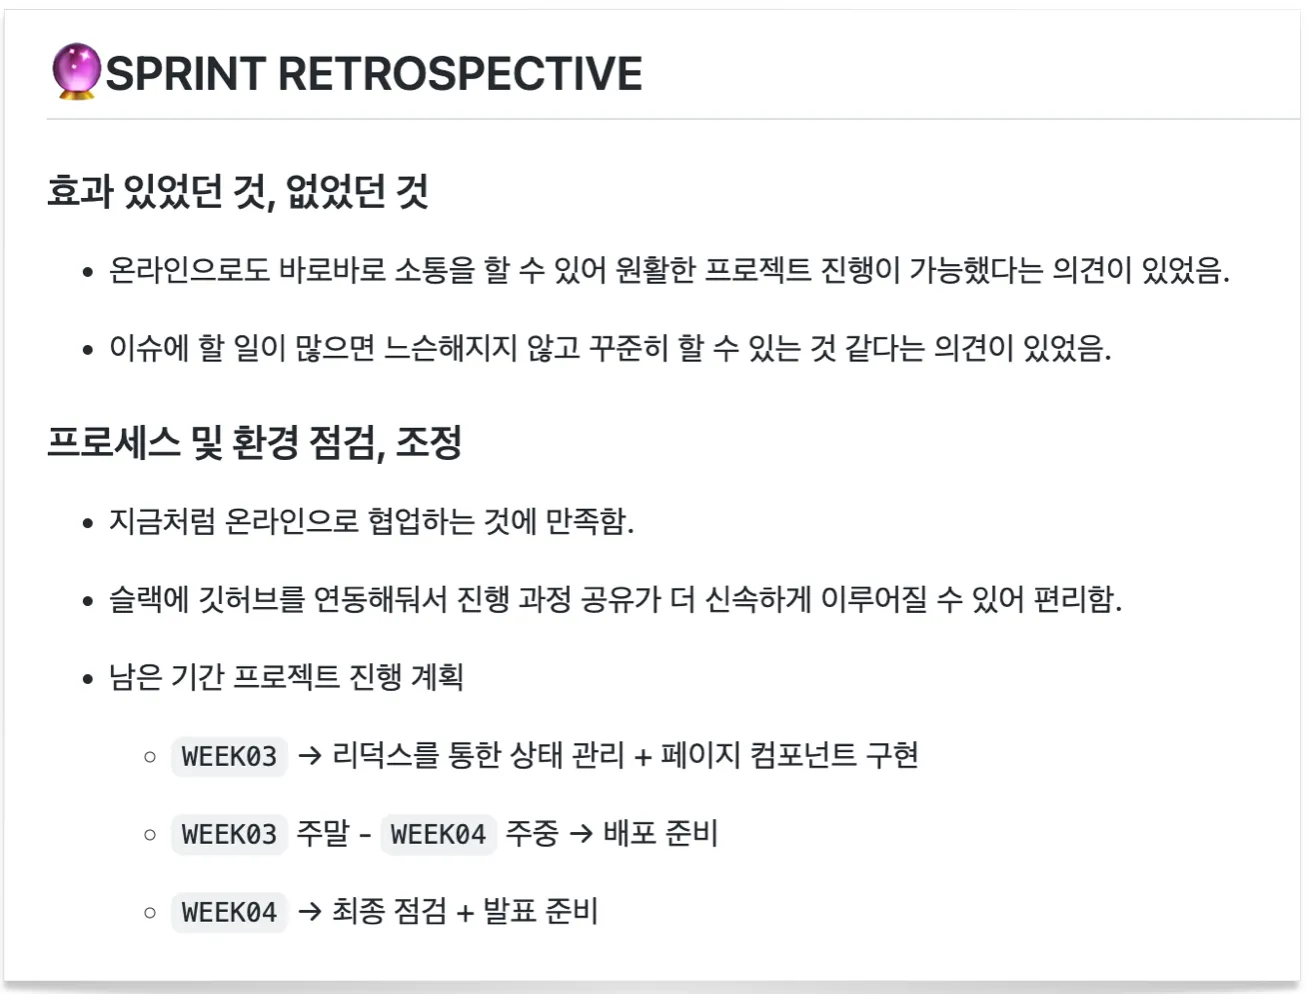 🔮SPRINT RETROSPECTIVE
효과 있었던 것, 없었던 것
• 온라인으로도 바로바로 소통을 할 수 있어 원활한 프로젝트 진행이 가능했다는 의견이 있었음.
• 이슈에 할 일이 많으면 느슨해지지 않고 꾸준히 할 수 있는 것 같다는 의견이 있었음.
프로세스 및 환경 점검, 조정
• 지금처럼 온라인으로 협업하는 것에 만족함.
• 슬랙에 깃허브를 연동해둬서 진행 과정 공유가 더 신속하게 이루어질 수 있어 편리함.
• 남은 기간 프로젝트 진행 계획
◦ WEEK03 → 리덕스를 통한 상태 관리 + 페이지 컴포넌트 구현
◦ WEEK03 주말 - WEEK04 주중 → 배포 준비
◦ WEEK04 → 최종 점검 + 발표 준비